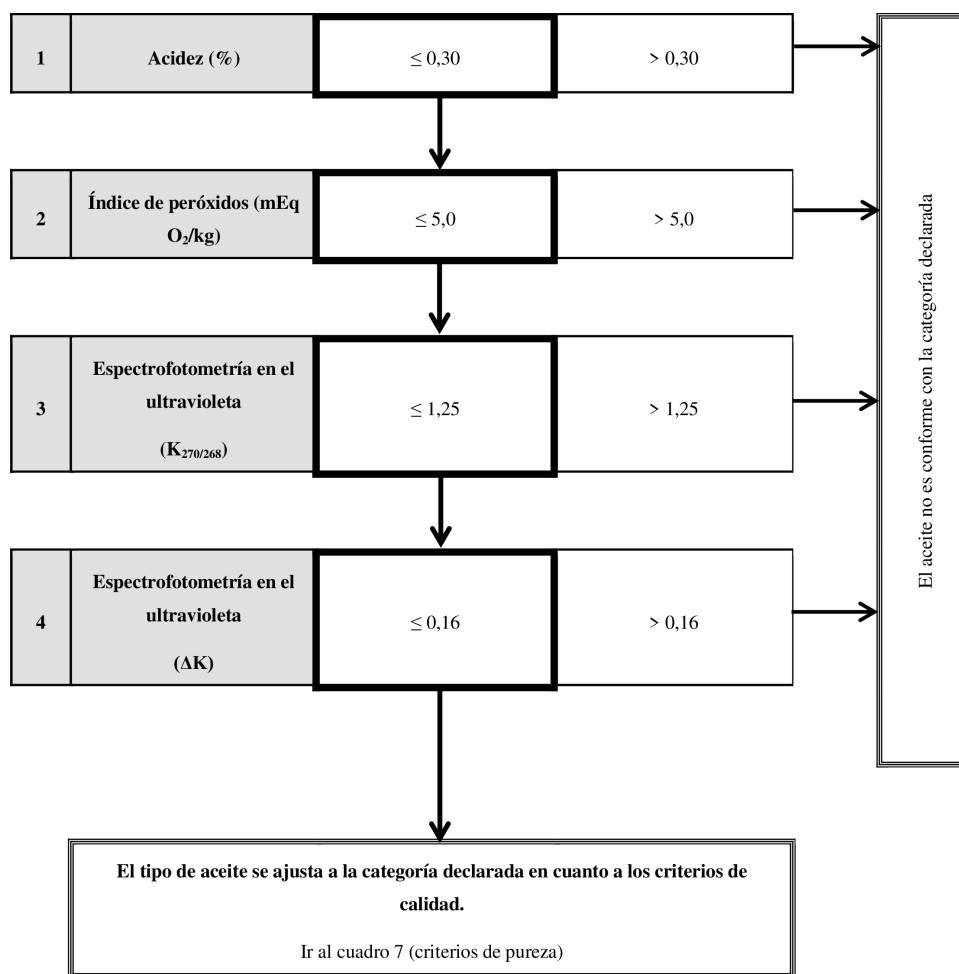 1 Acidez (%) ≤ 0,30 > 0,30
2 Índice de peróxidos (mEq
O₂/kg) ≤ 5,0 > 5,0
3 Espectrofotometría en el
ultravioleta
(K₂₇₀/₂₆₈) ≤ 1,25 > 1,25
4 Espectrofotometría en el
ultravioleta
(ΔK) ≤ 0,16 > 0,16
El aceite no es conforme con la categoría declarada
El tipo de aceite se ajusta a la categoría declarada en cuanto a los criterios de
calidad.
Ir al cuadro 7 (criterios de pureza)